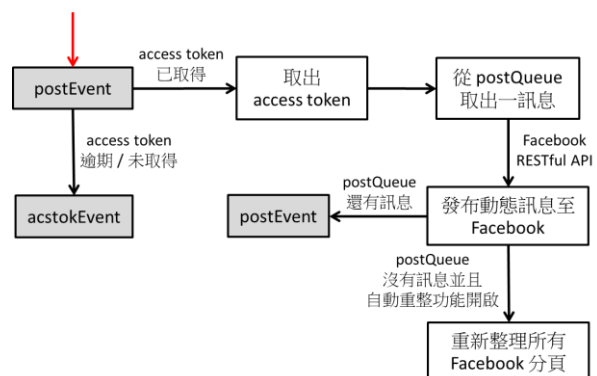 access token
已取得
postEvent
取出
access token
從 postQueue
取出一訊息
access token
逾期 / 未取得
Facebook
RESTful API
acstokEvent
postEvent
postQueue
還有訊息
發布動態訊息至
Facebook
postQueue
沒有訊息並且
自動重整功能開啟
重新整理所有
Facebook 分頁